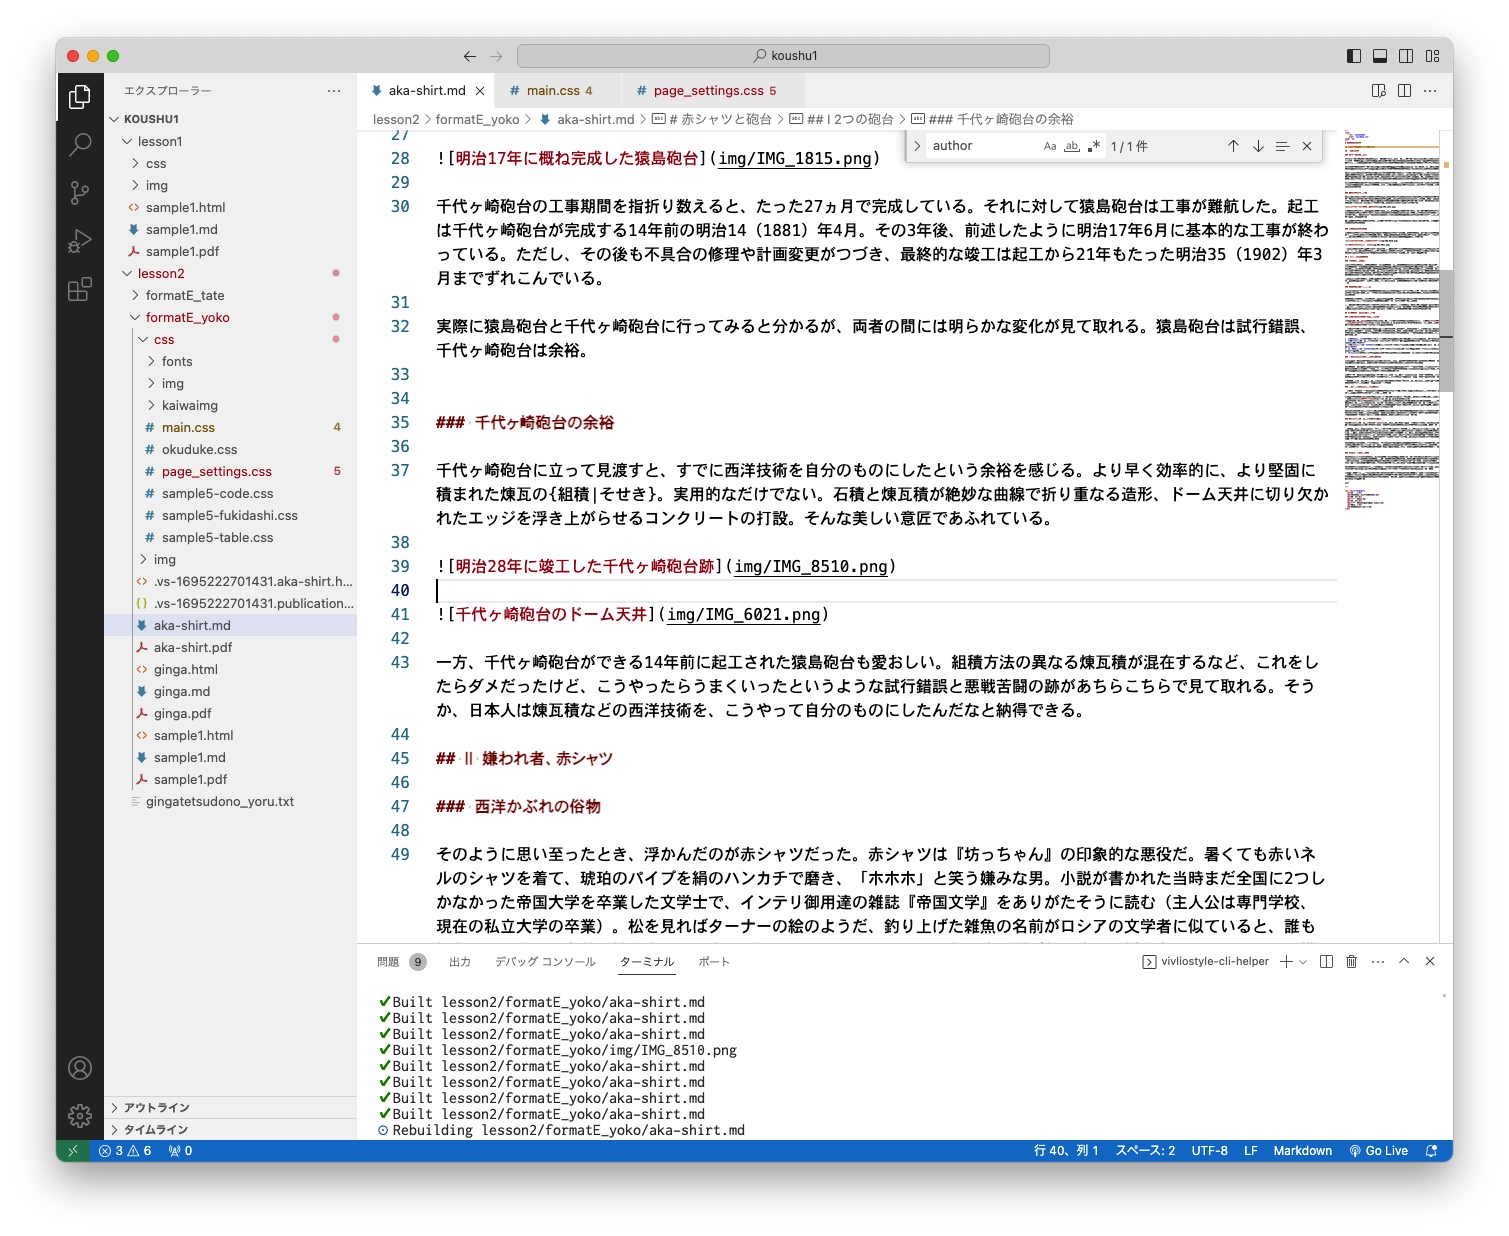 koushu1
エクスプローラー
KOUSHU1
lesson1
css
img
sample1.html
sample1.md
sample1.pdf
lesson2
formatE_tate
formatE_yoko
css
fonts
img
kaiwaimg
main.css 4
okuduke.css
page_settings.css 5
sample5-code.css
sample5-fukidashi.css
sample5-table.css
img
.vs-1695222701431.aka-shirt.h...
.vs-1695222701431.publication...
aka-shirt.md
aka-shirt.pdf
ginga.html
ginga.md
ginga.pdf
sample1.html
sample1.md
sample1.pdf
gingatetsudono_yoru.txt
アウトライン
タイムライン
aka-shirt.md
main.css 4
page_settings.css 5
lesson2 > formatE_yoko > aka-shirt.md > # 赤シャツと砲台 > ## I 2つの砲台 > ### 千代ヶ崎砲台の余裕
author Aa ab .* 1 / 1 件
27
28 ![明治17年に概ね完成した猿島砲台](img/IMG_1815.png)
29
30 千代ヶ崎砲台の工事期間を指折り数えると、たった27ヵ月で完成している。それに対して猿島砲台は工事が難航した。起工
は千代ヶ崎砲台が完成する14年前の明治14（1881）年4月。その3年後、前述したように明治17年6月に基本的な工事が終わ
っている。ただし、その後も不具合の修理や計画変更がつづき、最終的な竣工は起工から21年もたった明治35（1902）年3
月までずれこんでいる。
31
32 実際に猿島砲台と千代ヶ崎砲台に行ってみると分かるが、両者の間には明らかな変化が見て取れる。猿島砲台は試行錯誤、
千代ヶ崎砲台は余裕。
33
34
35 ### 千代ヶ崎砲台の余裕
36
37 千代ヶ崎砲台に立って見渡すと、すでに西洋技術を自分のものにしたという余裕を感じる。より早く効率的に、より堅固に
積まれた煉瓦の{組積|そせき}。実用的なだけでない。石積と煉瓦積が絶妙な曲線で折り重なる造形、ドーム天井に切り欠か
れたエッジを浮き上がらせるコンクリートの打設。そんな美しい意匠であふれている。
38
39 ![明治28年に竣工した千代ヶ崎砲台跡](img/IMG_8510.png)
40
41 ![千代ヶ崎砲台のドーム天井](img/IMG_6021.png)
42
43 一方、千代ヶ崎砲台ができる14年前に起工された猿島砲台も愛おしい。組積方法の異なる煉瓦積が混在するなど、これをし
たらダメだったけど、こうやったらうまくいったというような試行錯誤と悪戦苦闘の跡があちらこちらで見て取れる。そう
か、日本人は煉瓦積などの西洋技術を、こうやって自分のものにしたんだなと納得できる。
44
45 ## Ⅱ 嫌われ者、赤シャツ
46
47 ### 西洋かぶれの俗物
48
49 そのように思い至ったとき、浮かんだのが赤シャツだった。赤シャツは『坊っちゃん』の印象的な悪役だ。暑くても赤いネ
ルのシャツを着て、琥珀のパイプを絹のハンカチで磨き、「ホホホ」と笑う嫌みな男。小説が書かれた当時まだ全国に2つし
かなかった帝国大学を卒業した文学士で、インテリ御用達の雑誌『帝国文学』をありがたそうに読む（主人公は専門学校、
現在の私立大学の卒業）。松を見ればターナーの絵のようだ、釣り上げた雑魚の名前がロシアの文学者に似ていると、誰も
問題 9 出力 デバッグ コンソール ターミナル ポート
vivliostyle-cli-helper
✔Built lesson2/formatE_yoko/aka-shirt.md
✔Built lesson2/formatE_yoko/aka-shirt.md
✔Built lesson2/formatE_yoko/aka-shirt.md
✔Built lesson2/formatE_yoko/img/IMG_8510.png
✔Built lesson2/formatE_yoko/aka-shirt.md
✔Built lesson2/formatE_yoko/aka-shirt.md
✔Built lesson2/formatE_yoko/aka-shirt.md
✔Built lesson2/formatE_yoko/aka-shirt.md
Rebuilding lesson2/formatE_yoko/aka-shirt.md
3 6 0
行 40、列 1 スペース: 2 UTF-8 LF Markdown Go Live